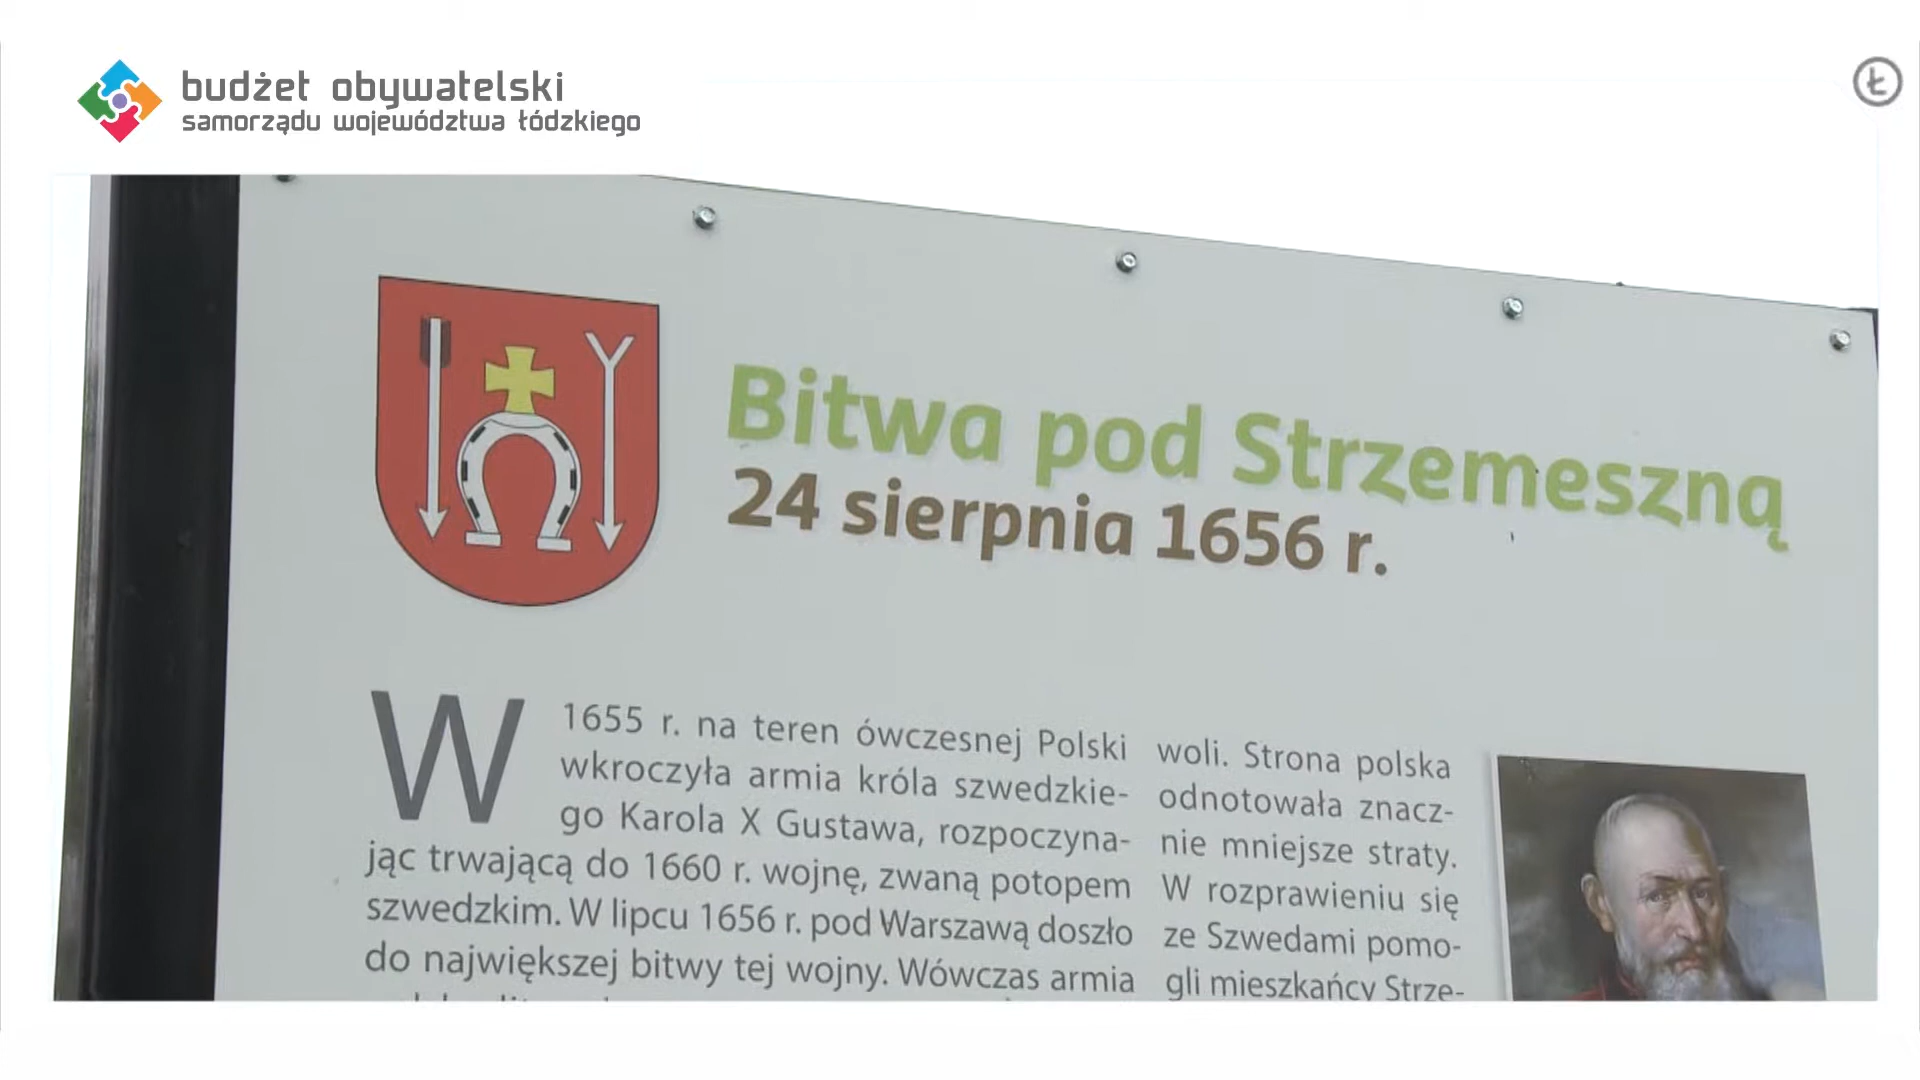 budżet obywatelski
samorządu województwa łódzkiego
Ł
Bitwa pod Strzemeszną
24 sierpnia 1656 r.
W 1655 r. na teren ówczesnej Polski
wkroczyła armia króla szwedzkie-
go Karola X Gustawa, rozpoczyna-
jąc trwającą do 1660 r. wojnę, zwaną potopem
szwedzkim. W lipcu 1656 r. pod Warszawą doszło
do największej bitwy tej wojny. Wówczas armia
woli. Strona polska
odnotowała znacz-
nie mniejsze straty.
W rozprawieniu się
ze Szwedami pomo-
gli mieszkańcy Strze-